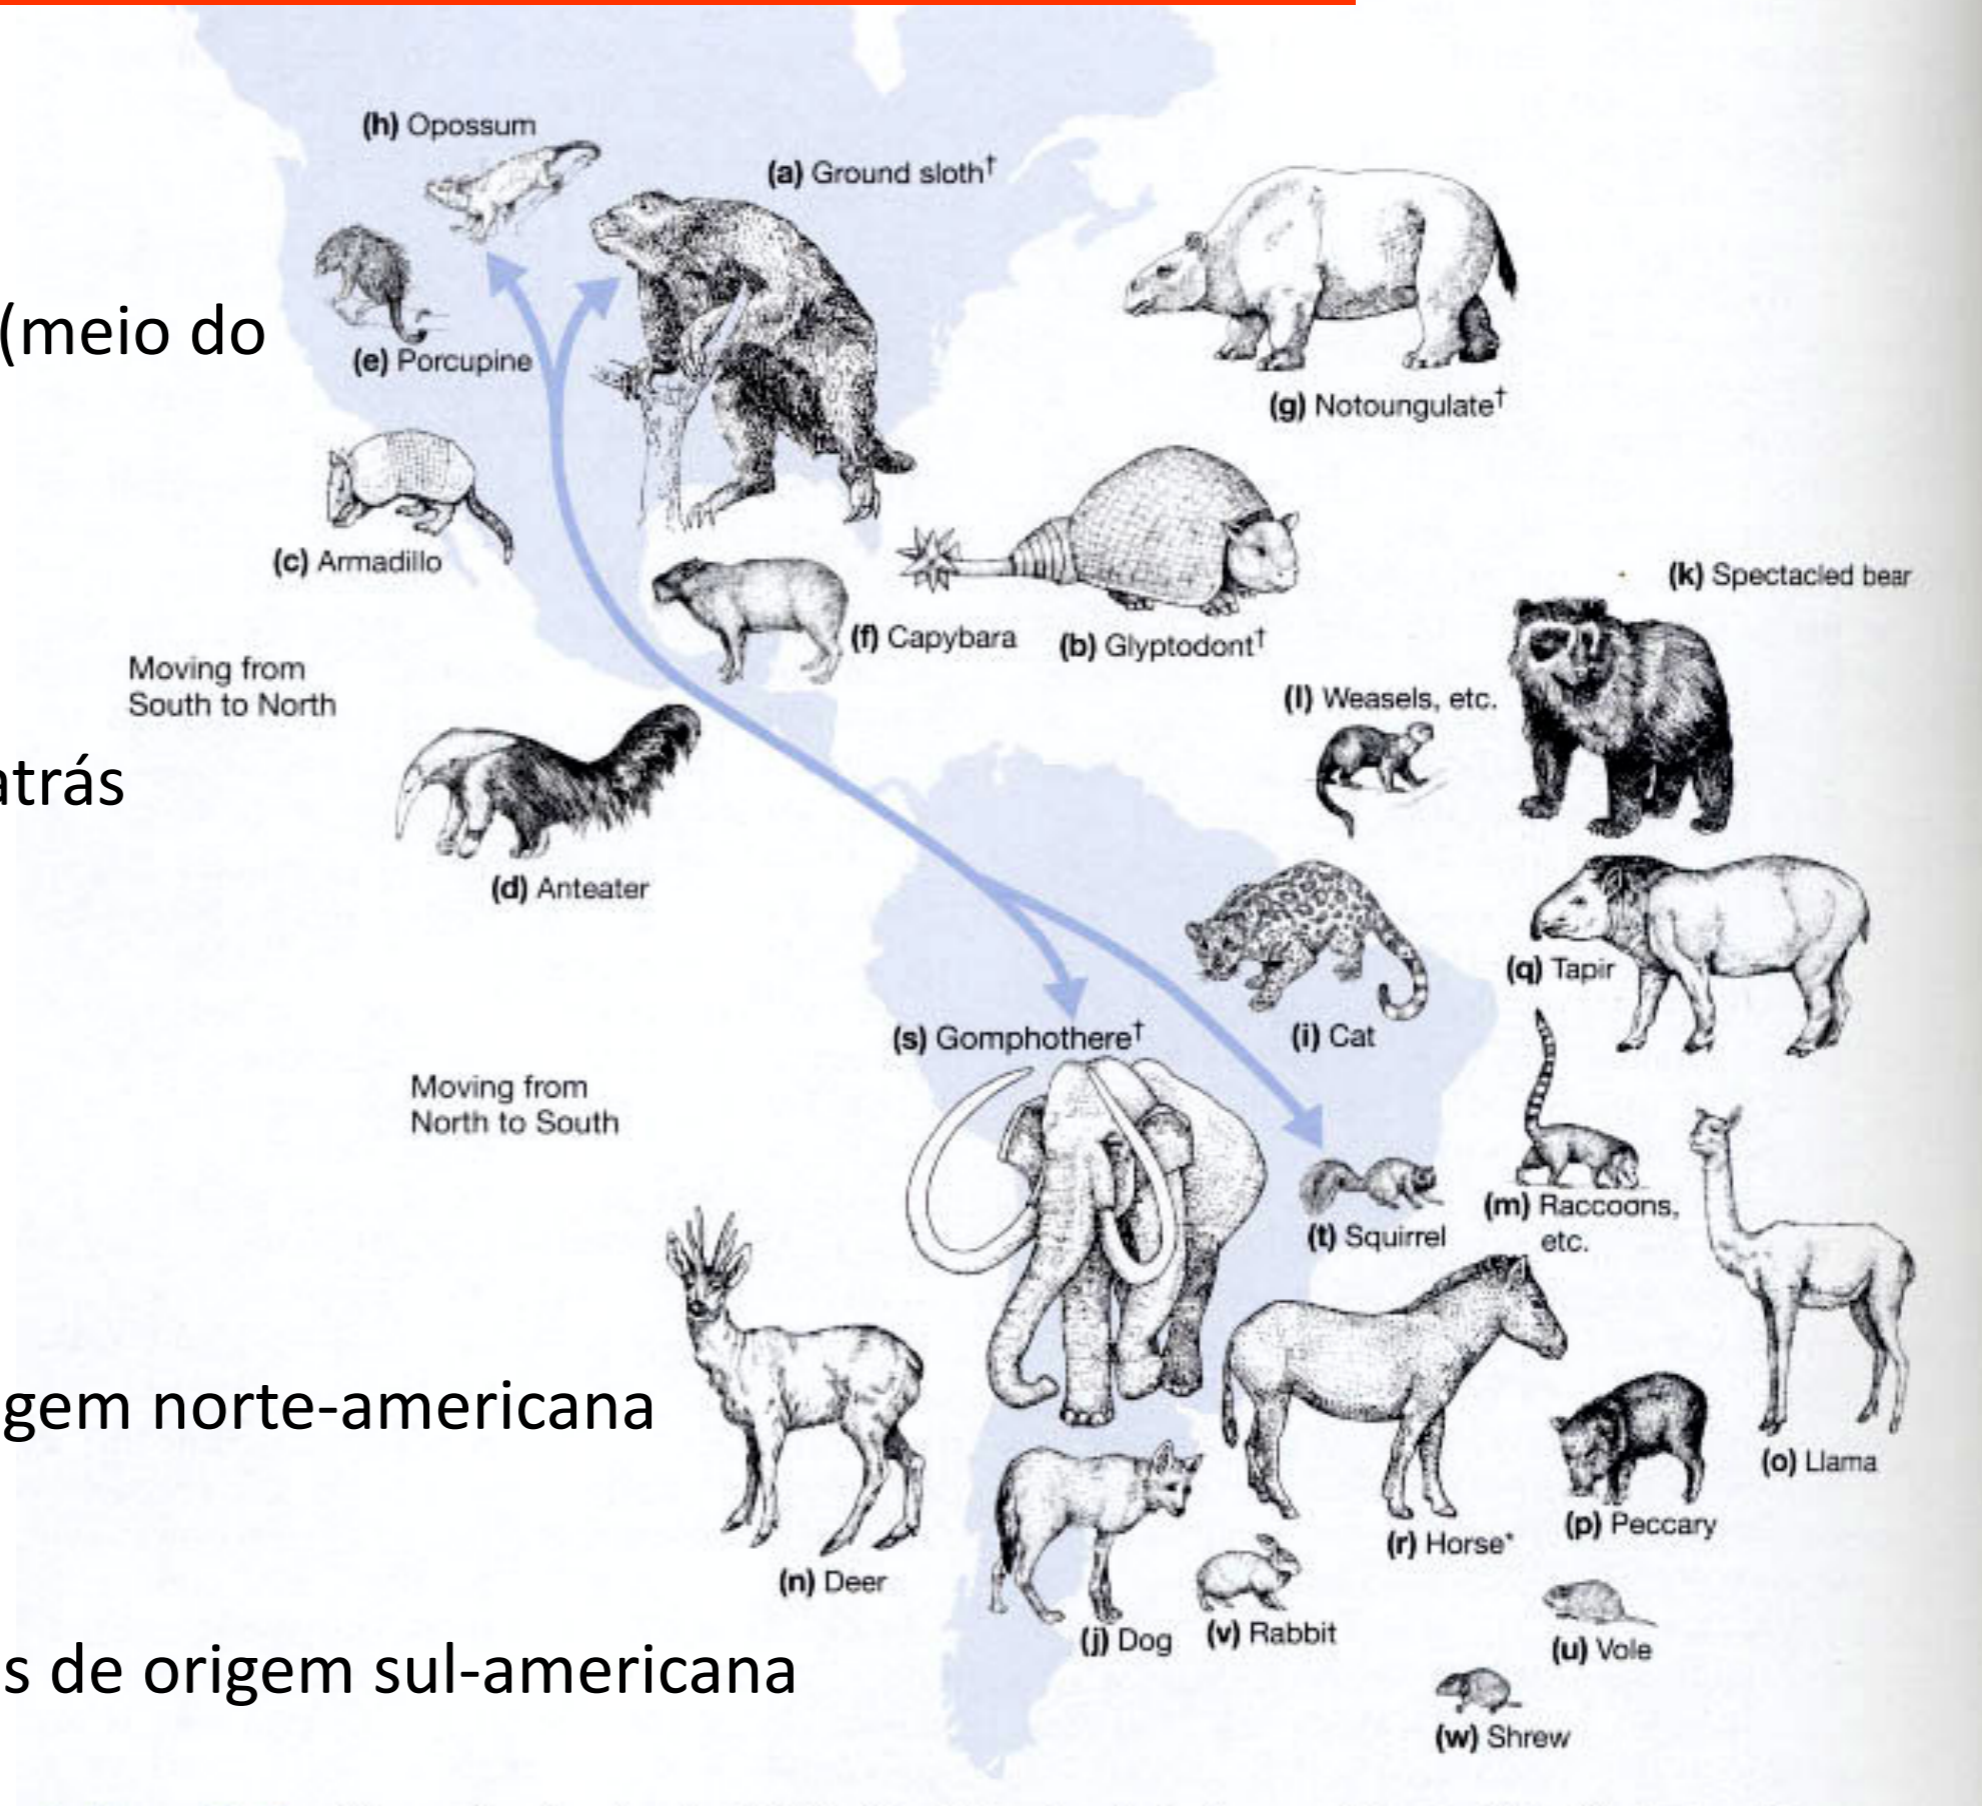 (h) Opossum
(a) Ground sloth†
(meio do
(e) Porcupine
(g) Notoungulate†
(c) Armadillo
(k) Spectacled bear
(f) Capybara
(b) Glyptodont†
Moving from
South to North
(l) Weasels, etc.
atrás
(d) Anteater
(q) Tapir
(s) Gomphothere†
(i) Cat
Moving from
North to South
(m) Raccoons,
etc.
(t) Squirrel
gem norte-americana
(o) Llama
(p) Peccary
(r) Horse*
(n) Deer
(j) Dog
(v) Rabbit
(u) Vole
s de origem sul-americana
(w) Shrew